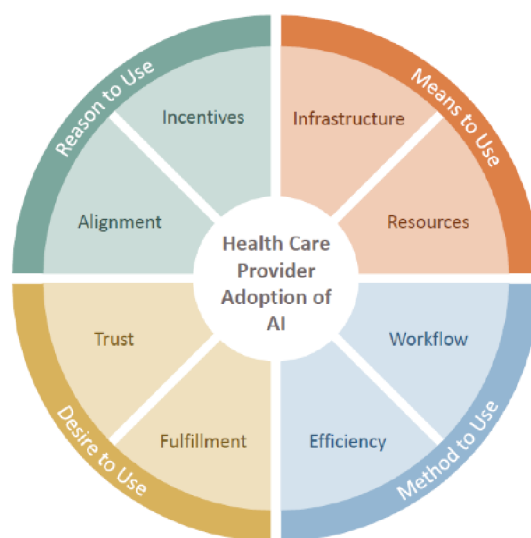 Reason to Use
Means to Use
Incentives
Infrastructure
Alignment
Resources
Health Care
Provider
Adoption of
AI
Trust
Workflow
Fulfillment
Efficiency
Desire to Use
Method to Use